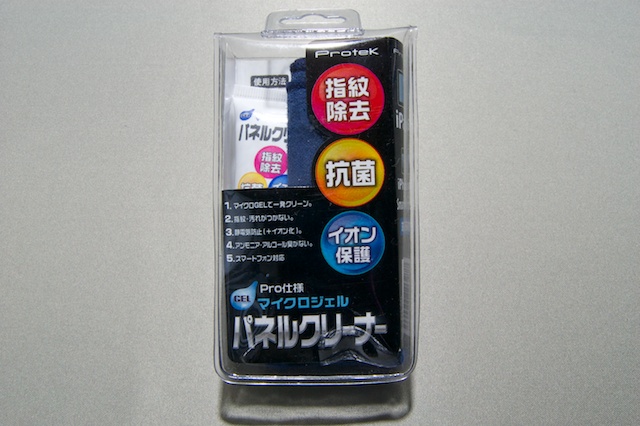 Protek
使用方法
指紋
除去
パネルクリ
指紋
除去
抗菌
イオン
保護
iP
1. マイクロGELで一発クリーン。
2. 指紋・汚れがつかない。
3. 静電気防止(+イオン化)。
4. アンモニア・アルコール臭がない。
5. スマートフォン対応
Pro仕様
GEL
マイクロジェル
パネルクリーナー